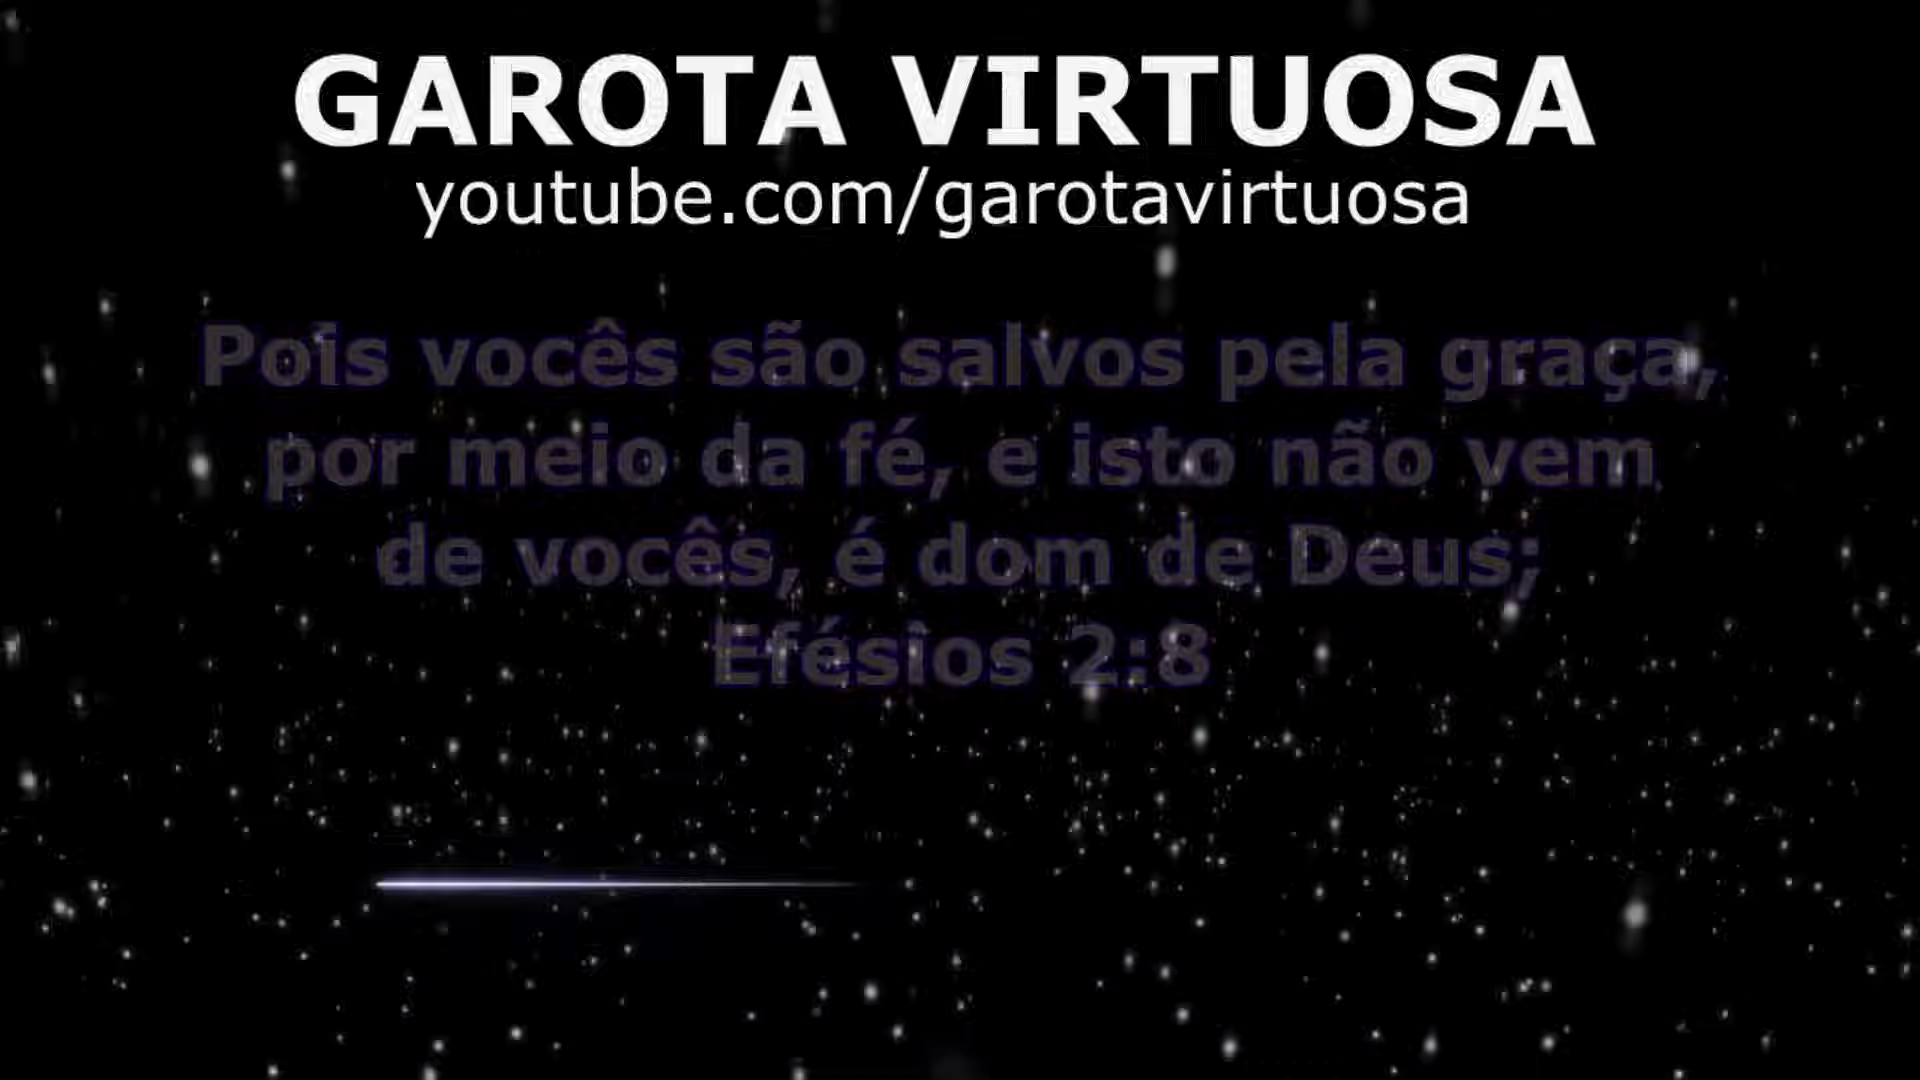 GAROTA VIRTUOSA
youtube.com/garotavirtuosa
Pois vocês são salvos pela graça,
por meio da fé, e isto não vem
de vocês, é dom de Deus;
Efésios 2:8